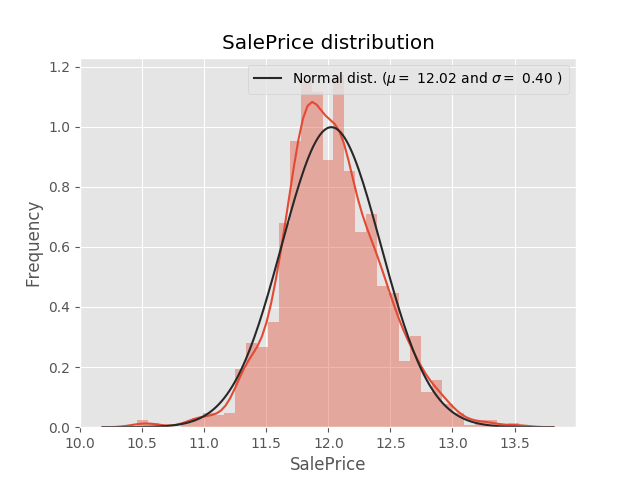 SalePrice distribution
Normal dist. (μ = 12.02 and σ = 0.40 )
1.2
1.0
0.8
0.6
0.4
0.2
0.0
Frequency
10.0 10.5 11.0 11.5 12.0 12.5 13.0 13.5
SalePrice